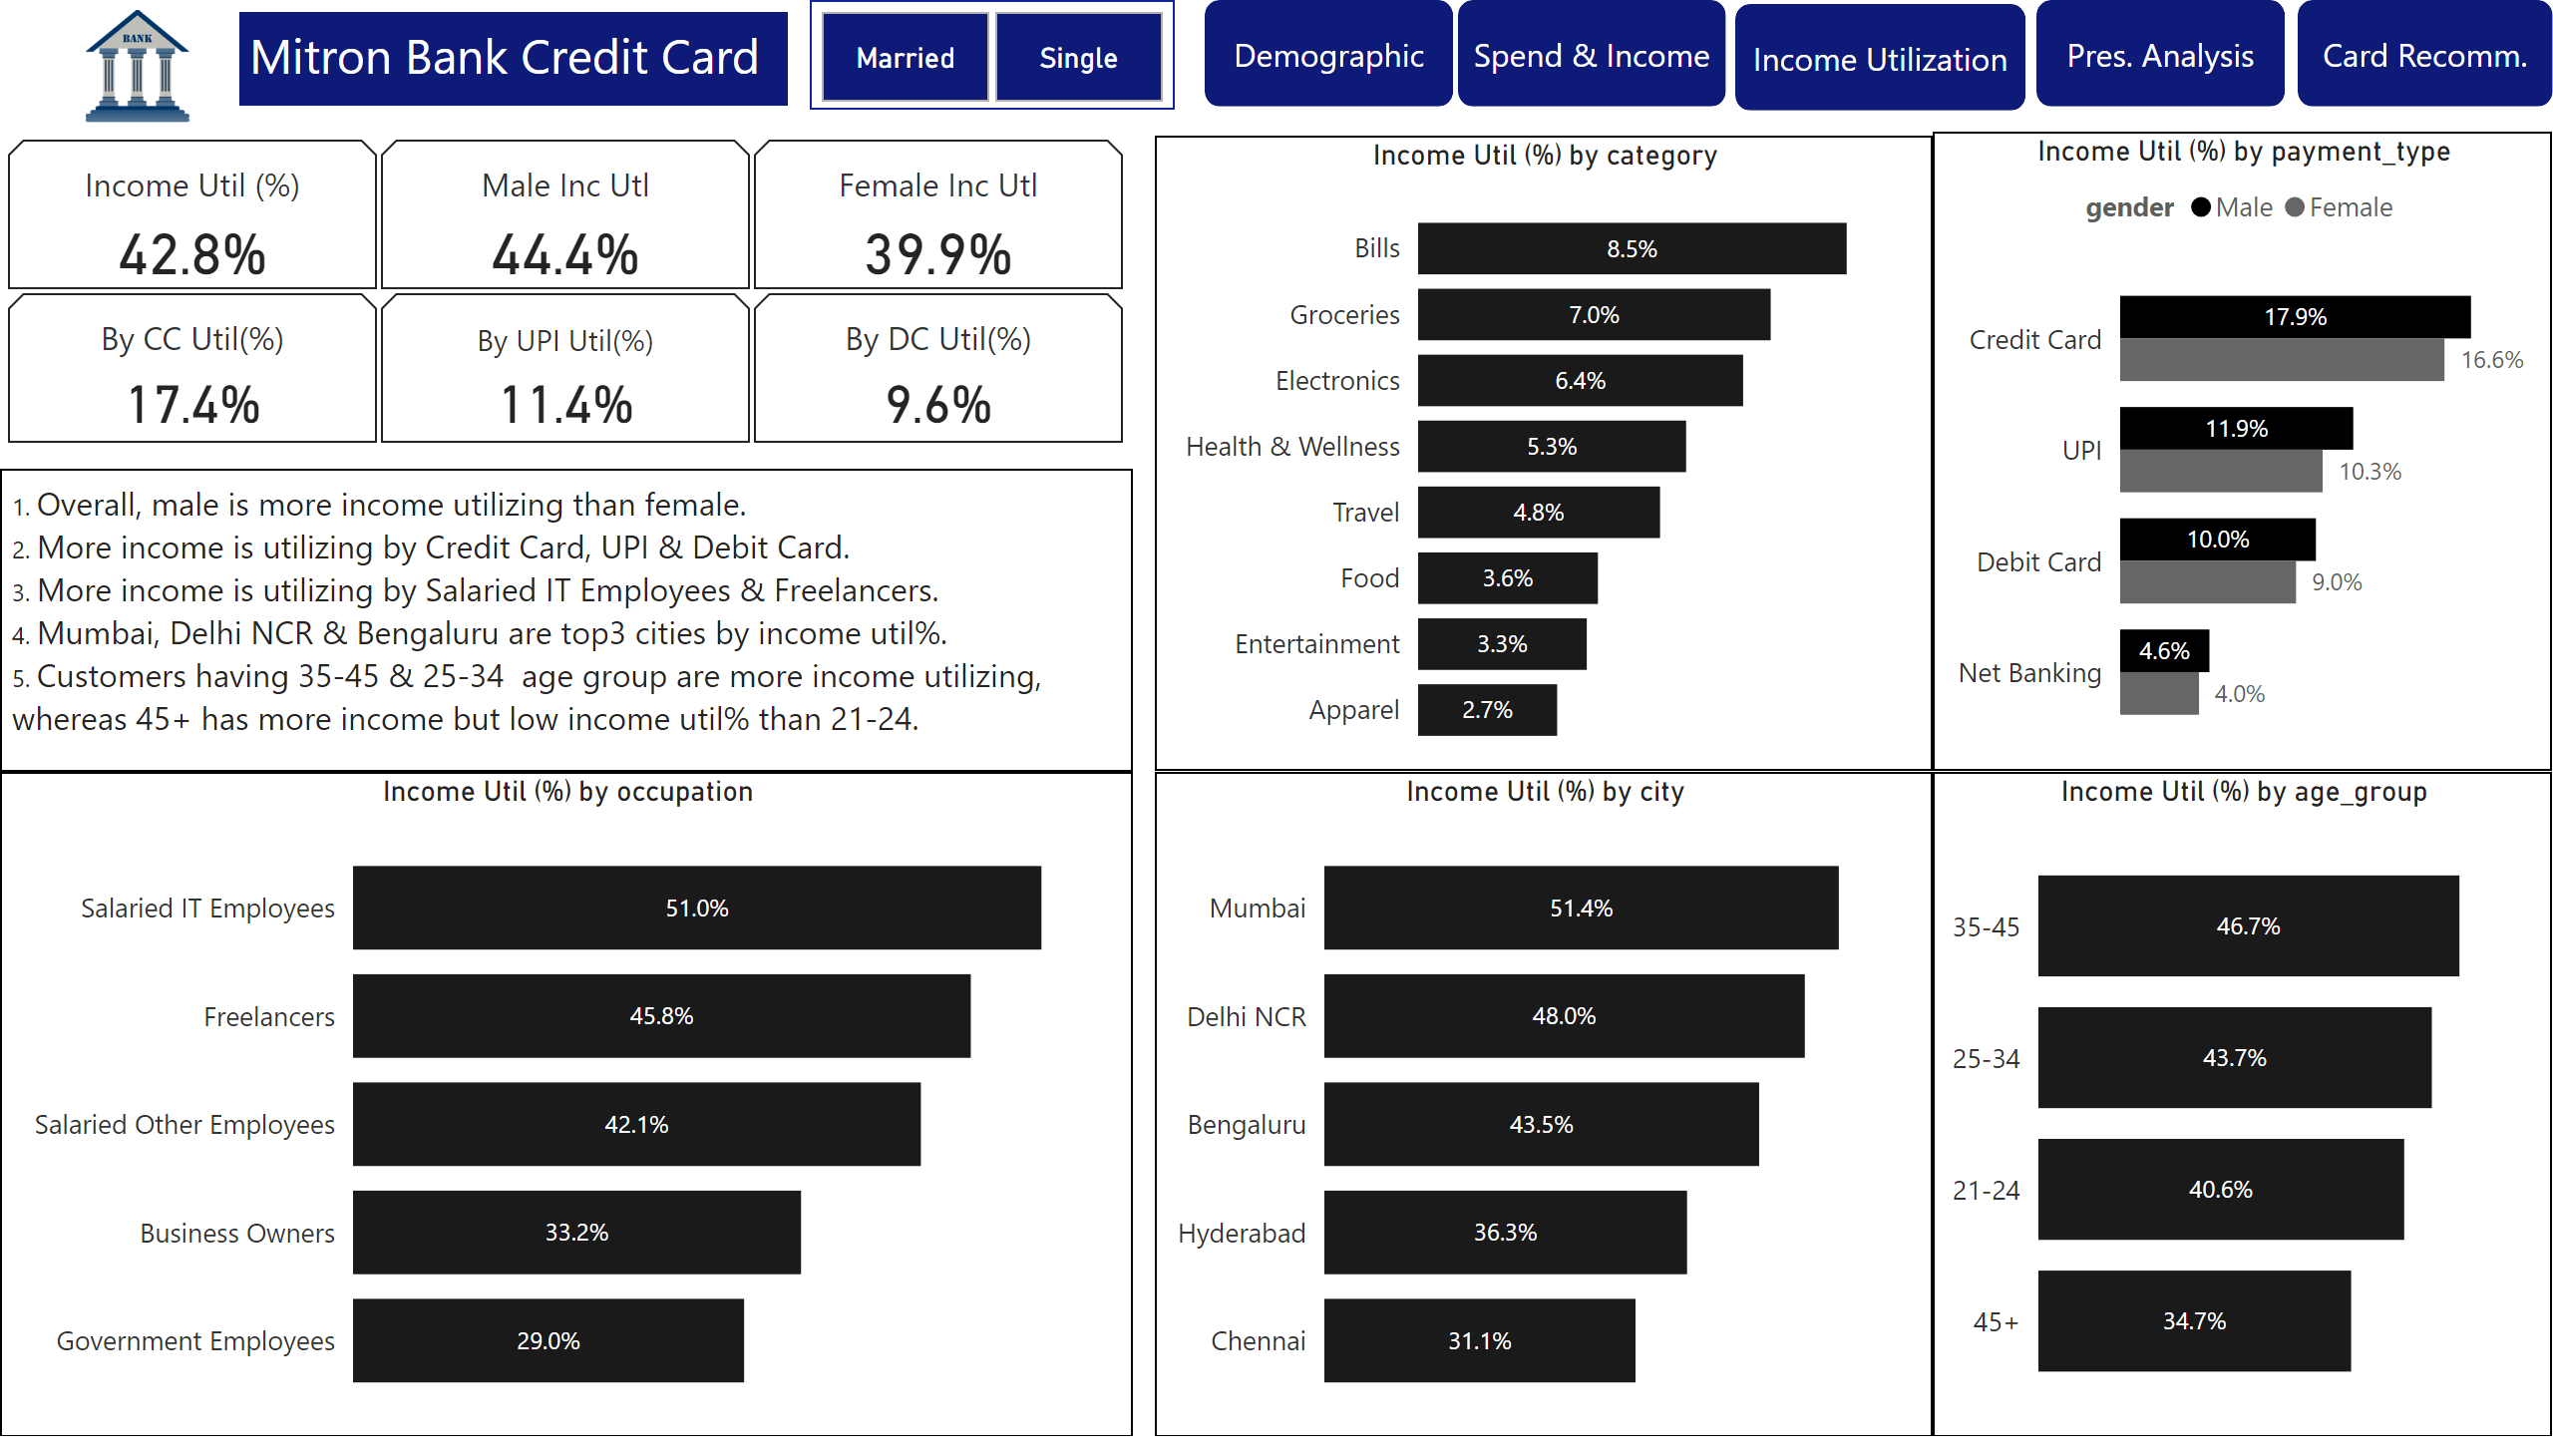 BANK
Mitron Bank Credit Card
Married
Single
Demographic
Spend & Income
Income Utilization
Pres. Analysis
Card Recomm.
Income Util (%)
42.8%
Male Inc Utl
44.4%
Female Inc Utl
39.9%
By CC Util(%)
17.4%
By UPI Util(%)
11.4%
By DC Util(%)
9.6%
1. Overall, male is more income utilizing than female.
2. More income is utilizing by Credit Card, UPI & Debit Card.
3. More income is utilizing by Salaried IT Employees & Freelancers.
4. Mumbai, Delhi NCR & Bengaluru are top3 cities by income util%.
5. Customers having 35-45 & 25-34 age group are more income utilizing,
whereas 45+ has more income but low income util% than 21-24.
Income Util (%) by category
Bills 8.5%
Groceries 7.0%
Electronics 6.4%
Health & Wellness 5.3%
Travel 4.8%
Food 3.6%
Entertainment 3.3%
Apparel 2.7%
Income Util (%) by payment_type
gender Male Female
Credit Card 17.9% 16.6%
UPI 11.9% 10.3%
Debit Card 10.0% 9.0%
Net Banking 4.6% 4.0%
Income Util (%) by occupation
Salaried IT Employees 51.0%
Freelancers 45.8%
Salaried Other Employees 42.1%
Business Owners 33.2%
Government Employees 29.0%
Income Util (%) by city
Mumbai 51.4%
Delhi NCR 48.0%
Bengaluru 43.5%
Hyderabad 36.3%
Chennai 31.1%
Income Util (%) by age_group
35-45 46.7%
25-34 43.7%
21-24 40.6%
45+ 34.7%